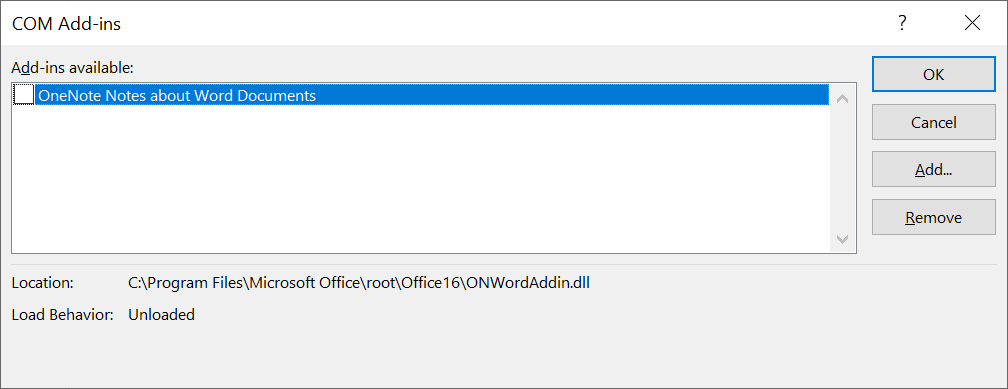 COM Add-ins ?
Add-ins available:
OneNote Notes about Word Documents
OK
Cancel
Add...
Remove
Location: C:\Program Files\Microsoft Office\root\Office16\ONWordAddin.dll
Load Behavior: Unloaded